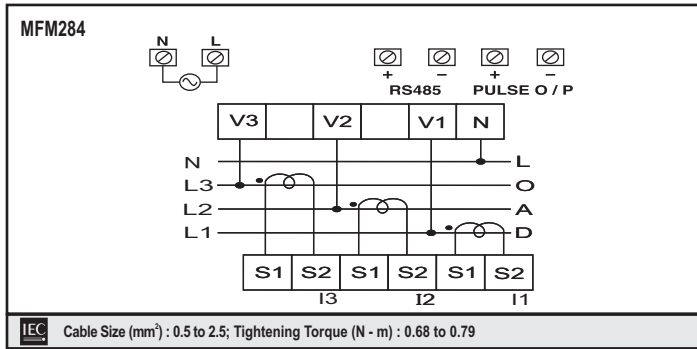 MFM284
N L
+ − + −
RS485 PULSE O / P
V3 V2 V1 N
N L
L3 O
L2 A
L1 D
S1 S2 S1 S2 S1 S2
I3 I2 I1
IEC Cable Size (mm²) : 0.5 to 2.5; Tightening Torque (N - m) : 0.68 to 0.79